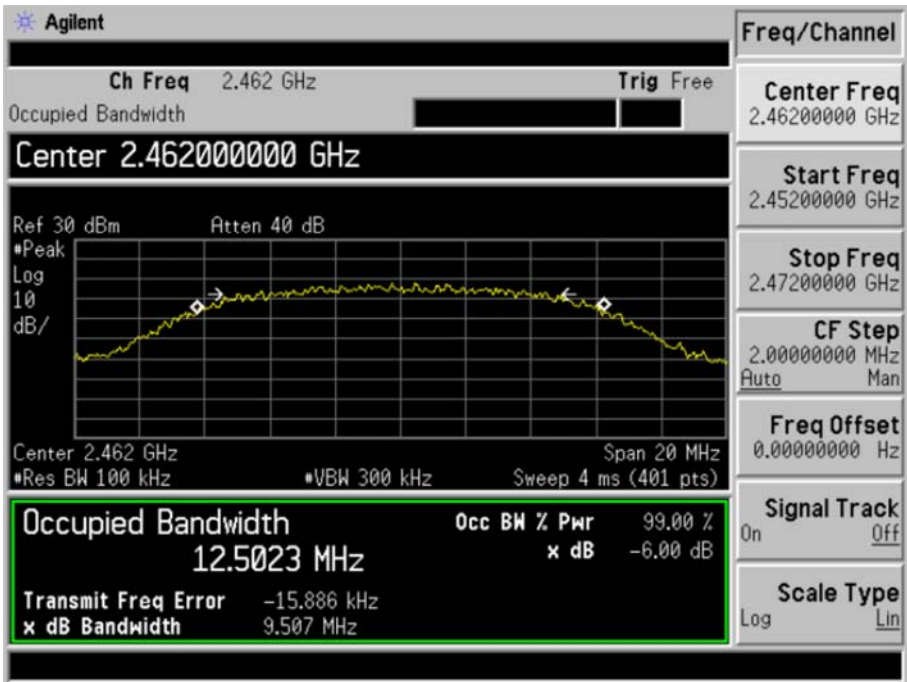 Agilent
Freq/Channel
Ch Freq 2.462 GHz Trig Free
Occupied Bandwidth
Center 2.462000000 GHz
Ref 30 dBm Atten 40 dB
#Peak
Log
10
dB/
Center 2.462 GHz Span 20 MHz
#Res BW 100 kHz #VBW 300 kHz Sweep 4 ms (401 pts)
Occupied Bandwidth
12.5023 MHz
Occ BW % Pwr 99.00 %
x dB -6.00 dB
Transmit Freq Error -15.886 kHz
x dB Bandwidth 9.507 MHz
Center Freq
2.46200000 GHz
Start Freq
2.45200000 GHz
Stop Freq
2.47200000 GHz
CF Step
2.00000000 MHz
Auto Man
Freq Offset
0.00000000 Hz
Signal Track
On Off
Scale Type
Log Lin